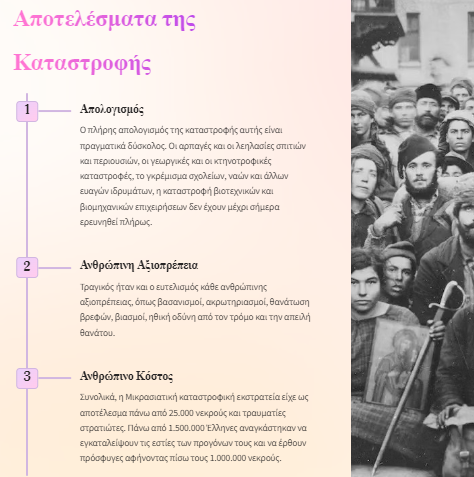 Αποτελέσματα της
Καταστροφής
1
Απολογισμός
Ο πλήρης απολογισμός της καταστροφής αυτής είναι
πραγματικά δύσκολος. Οι αρπαγές και οι λεηλασίες σπιτιών
και περιουσιών, οι γεωργικές και οι κτηνοτροφικές
καταστροφές, το γκρέμισμα σχολείων, ναών και άλλων
ευαγών ιδρυμάτων, η καταστροφή βιοτεχνικών και
βιομηχανικών επιχειρήσεων δεν έχουν μέχρι σήμερα
ερευνηθεί πλήρως.
2
Ανθρώπινη Αξιοπρέπεια
Τραγικός ήταν και ο ευτελισμός κάθε ανθρώπινης
αξιοπρέπειας, όπως βασανισμοί, ακρωτηριασμοί, θανάτωση
βρεφών, βιασμοί, ηθική οδύνη από τον τρόμο και την απειλή
θανάτου.
3
Ανθρώπινο Κόστος
Συνολικά, η Μικρασιατική καταστροφική εκστρατεία είχε ως
αποτέλεσμα πάνω από 25.000 νεκρούς και τραυματίες
στρατιώτες. Πάνω από 1.500.000 Έλληνες αναγκάστηκαν να
εγκαταλείψουν τις εστίες των προγόνων τους και να έρθουν
πρόσφυγες αφήνοντας πίσω τους 1.000.000 νεκρούς.